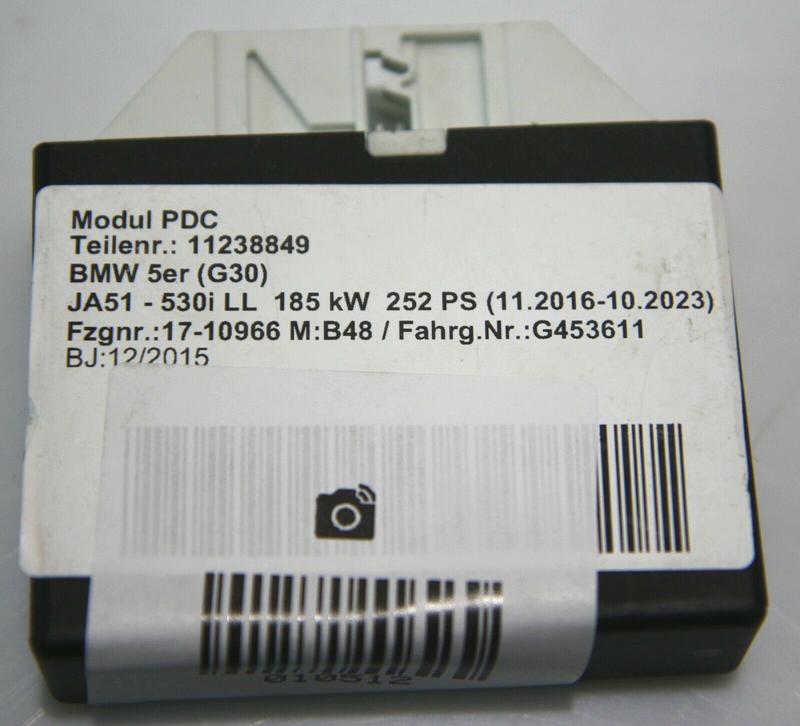 Modul PDC
Teilenr.: 11238849
BMW 5er (G30)
JA51 - 530i LL 185 kW 252 PS (11.2016-10.2023)
Fzgnr.:17-10966 M:B48 / Fahrg.Nr.:G453611
BJ:12/2015
010512